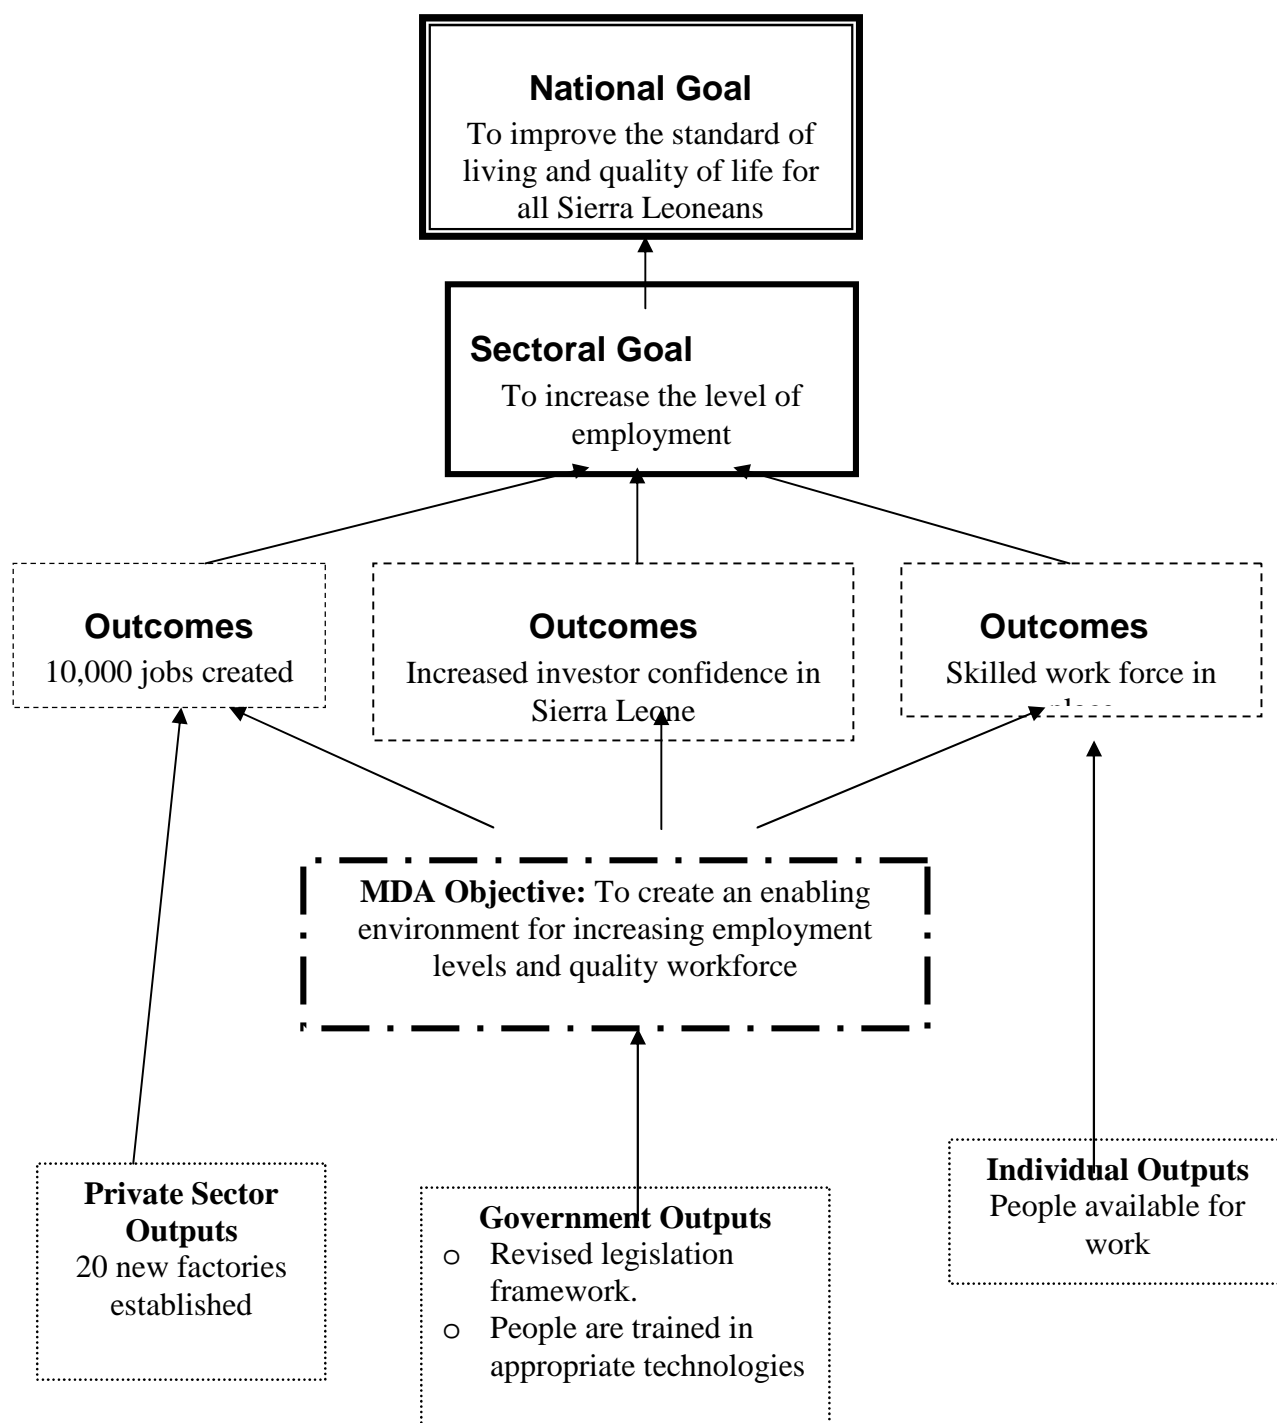 National Goal
To improve the standard of
living and quality of life for
all Sierra Leoneans
Sectoral Goal
To increase the level of
employment
Outcomes
10,000 jobs created
Outcomes
Increased investor confidence in
Sierra Leone
Outcomes
Skilled work force in
place
MDA Objective: To create an enabling
environment for increasing employment
levels and quality workforce
Private Sector
Outputs
20 new factories
established
Government Outputs
o Revised legislation
framework.
o People are trained in
appropriate technologies
Individual Outputs
People available for
work